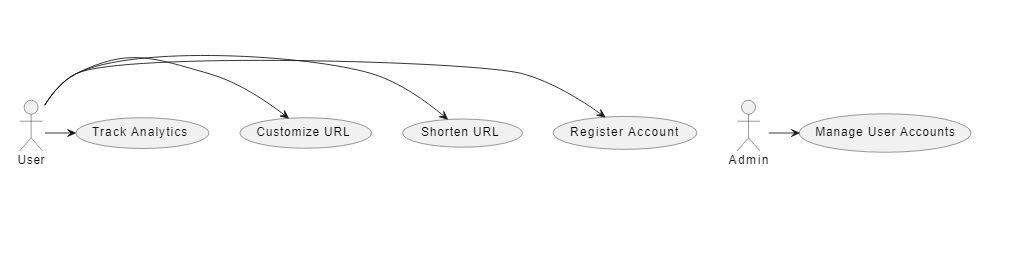 Track Analytics
Customize URL
Shorten URL
Register Account
Manage User Accounts
User
Admin